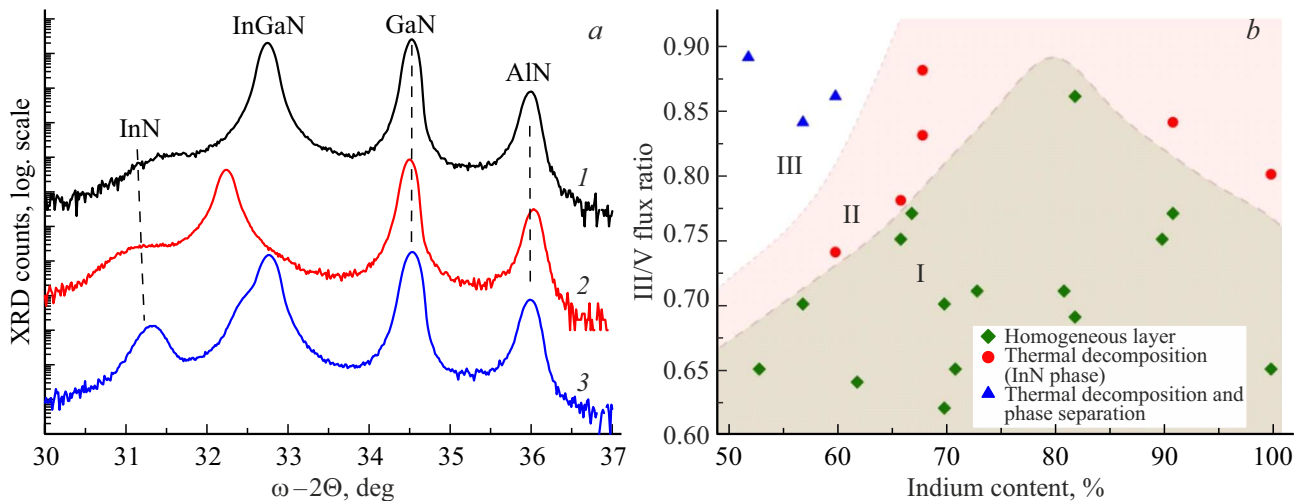 a
InGaN
GaN
AlN
InN
1
2
3
XRD counts, log. scale
30 31 32 33 34 35 36 37
ω–2Θ, deg
b
0.90
0.85
0.80
0.75
0.70
0.65
0.60
III/V flux ratio
III
II
I
Homogeneous layer
Thermal decomposition
(InN phase)
Thermal decomposition and
phase separation
50 60 70 80 90 100
Indium content, %